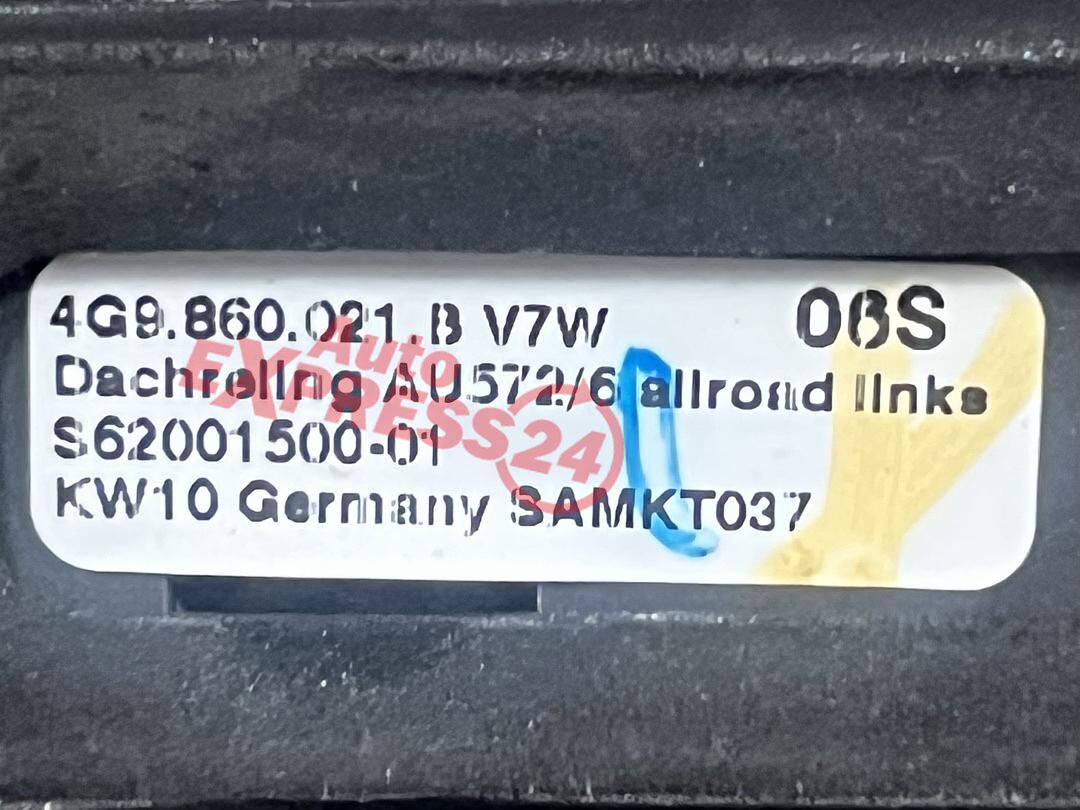 4G9.860.021.B V7W 06S
Dachreling AU572/6 allroad links
S62001500-01
KW10 Germany SAMKT037
Auto
EXPRESS24